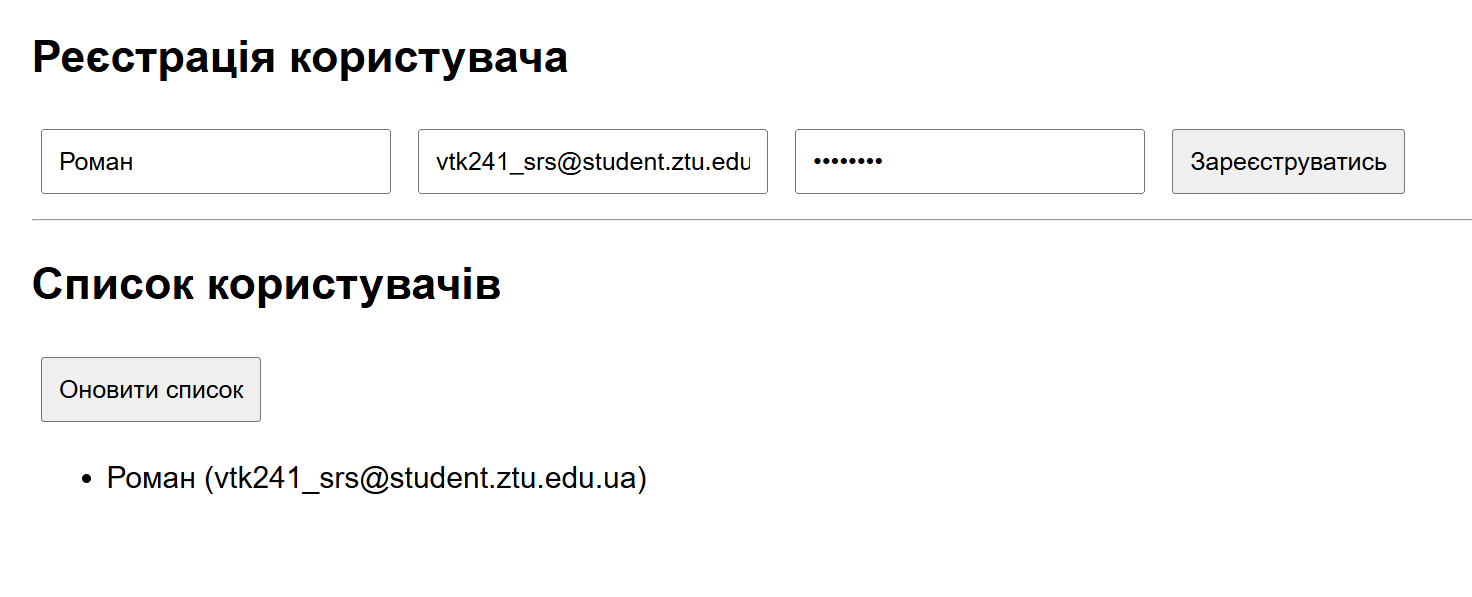 Реєстрація користувача
Роман vtk241_srs@student.ztu.edu •••••••• Зареєструватись
Список користувачів
Оновити список
• Роман (vtk241_srs@student.ztu.edu.ua)